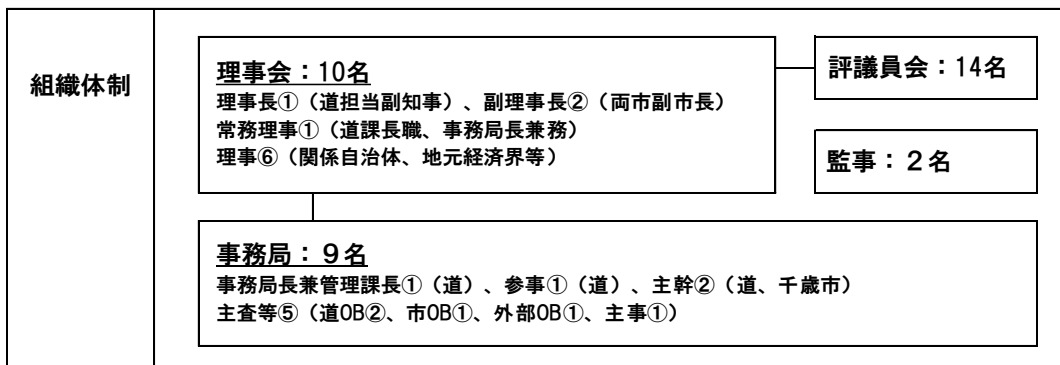 組織体制
理事会：10名
理事長①（道担当副知事）、副理事長②（両市副市長）
常務理事①（道課長職、事務局長兼務）
理事⑥（関係自治体、地元経済界等）
評議員会：14名
監事：２名
事務局：９名
事務局長兼管理課長①（道）、参事①（道）、主幹②（道、千歳市）
主査等⑤（道OB②、市OB①、外部OB①、主事①）